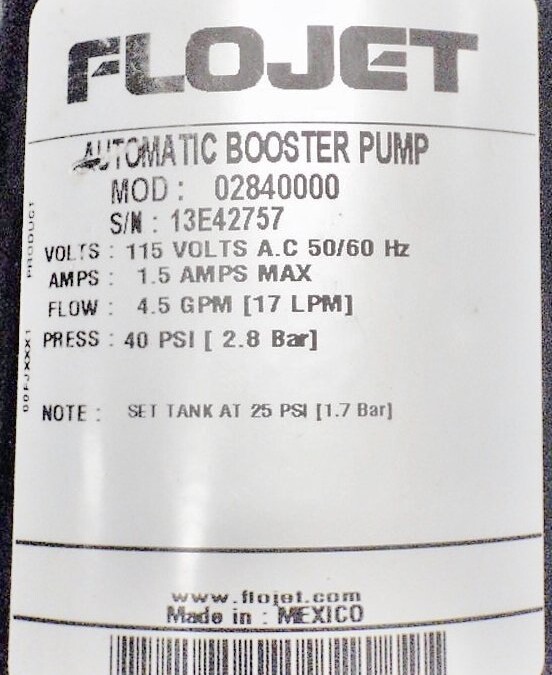 FLOJET
AUTOMATIC BOOSTER PUMP
MOD : 02840000
S/N : 13E42757
VOLTS : 115 VOLTS A.C 50/60 Hz
AMPS : 1.5 AMPS MAX
FLOW : 4.5 GPM [17 LPM]
PRESS : 40 PSI [ 2.8 Bar]
NOTE : SET TANK AT 25 PSI [1.7 Bar]
www.flojet.com
Made in : MEXICO
PRODUCT